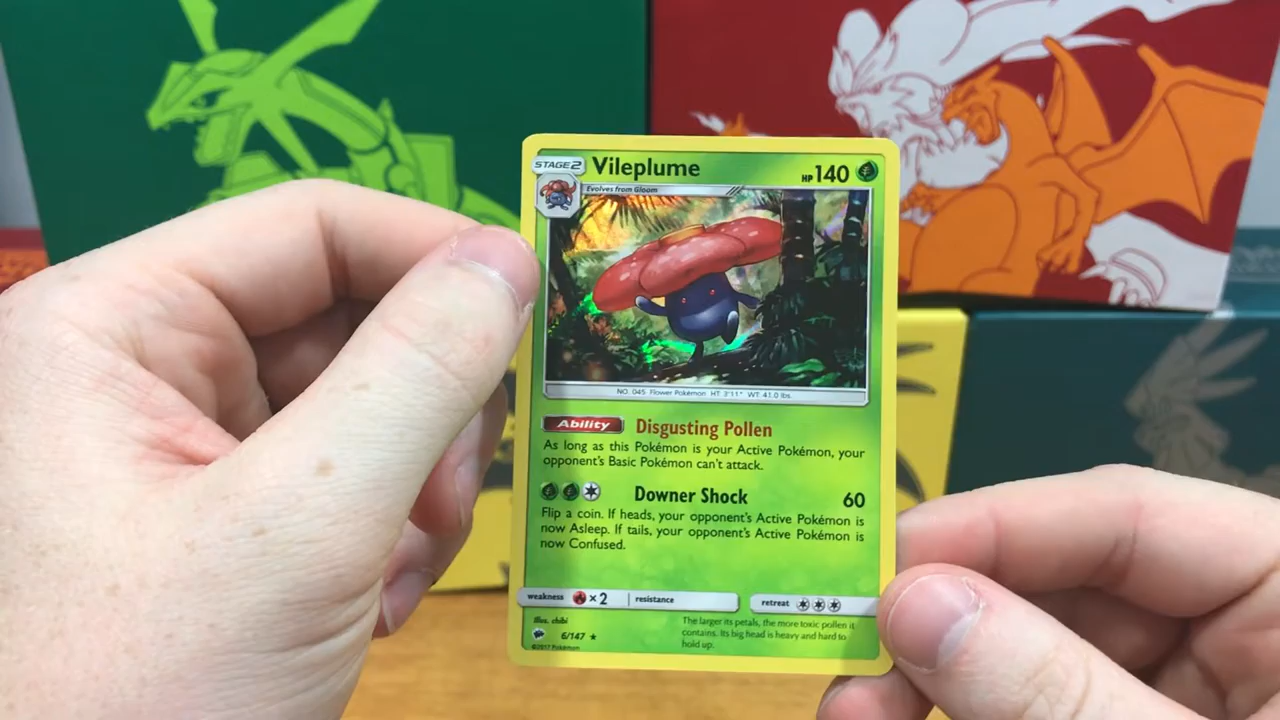 STAGE2 Vileplume HP 140
Evolves from Gloom
NO. 045 Flower Pokémon HT: 3'11" WT: 41.0 lbs.
Ability Disgusting Pollen
As long as this Pokémon is your Active Pokémon, your
opponent's Basic Pokémon can't attack.
Downer Shock 60
Flip a coin. If heads, your opponent's Active Pokémon is
now Asleep. If tails, your opponent's Active Pokémon is
now Confused.
weakness ×2 resistance retreat
Illus. chibi
6/147 ★
©2017 Pokémon
The larger its petals, the more toxic pollen it
contains. Its big head is heavy and hard to
hold up.